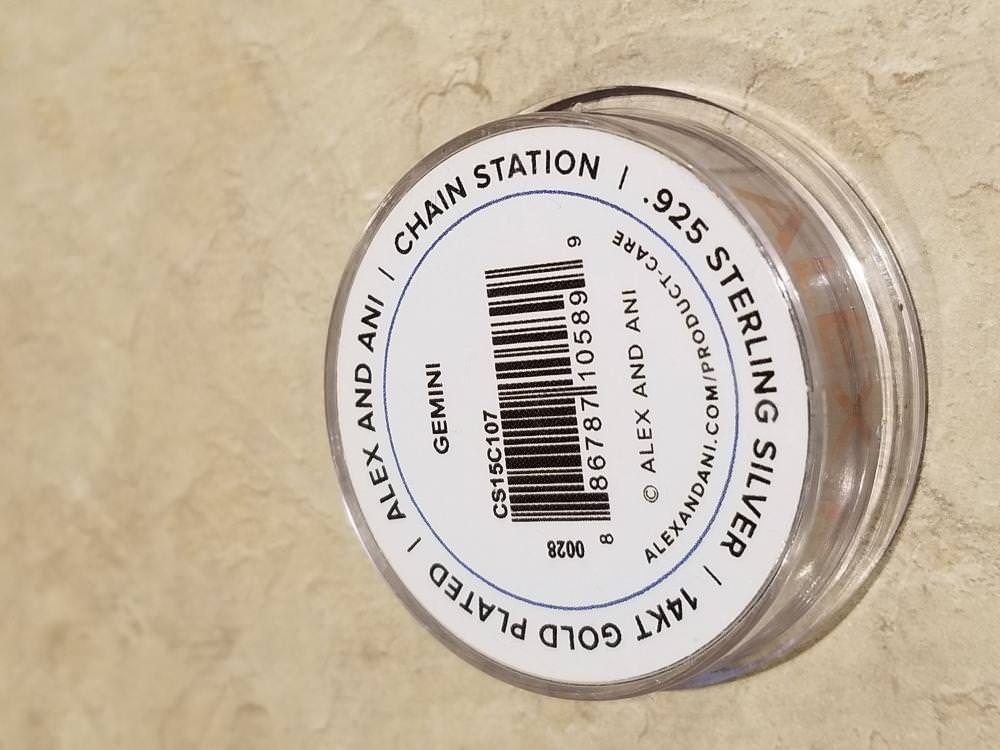 ALEX AND ANI | CHAIN STATION | .925 STERLING SILVER | 14KT GOLD PLATED |
GEMINI
CS15C107
0028
8 86787 10589 9
© ALEX AND ANI
ALEXANDANI.COM/PRODUCT-CARE